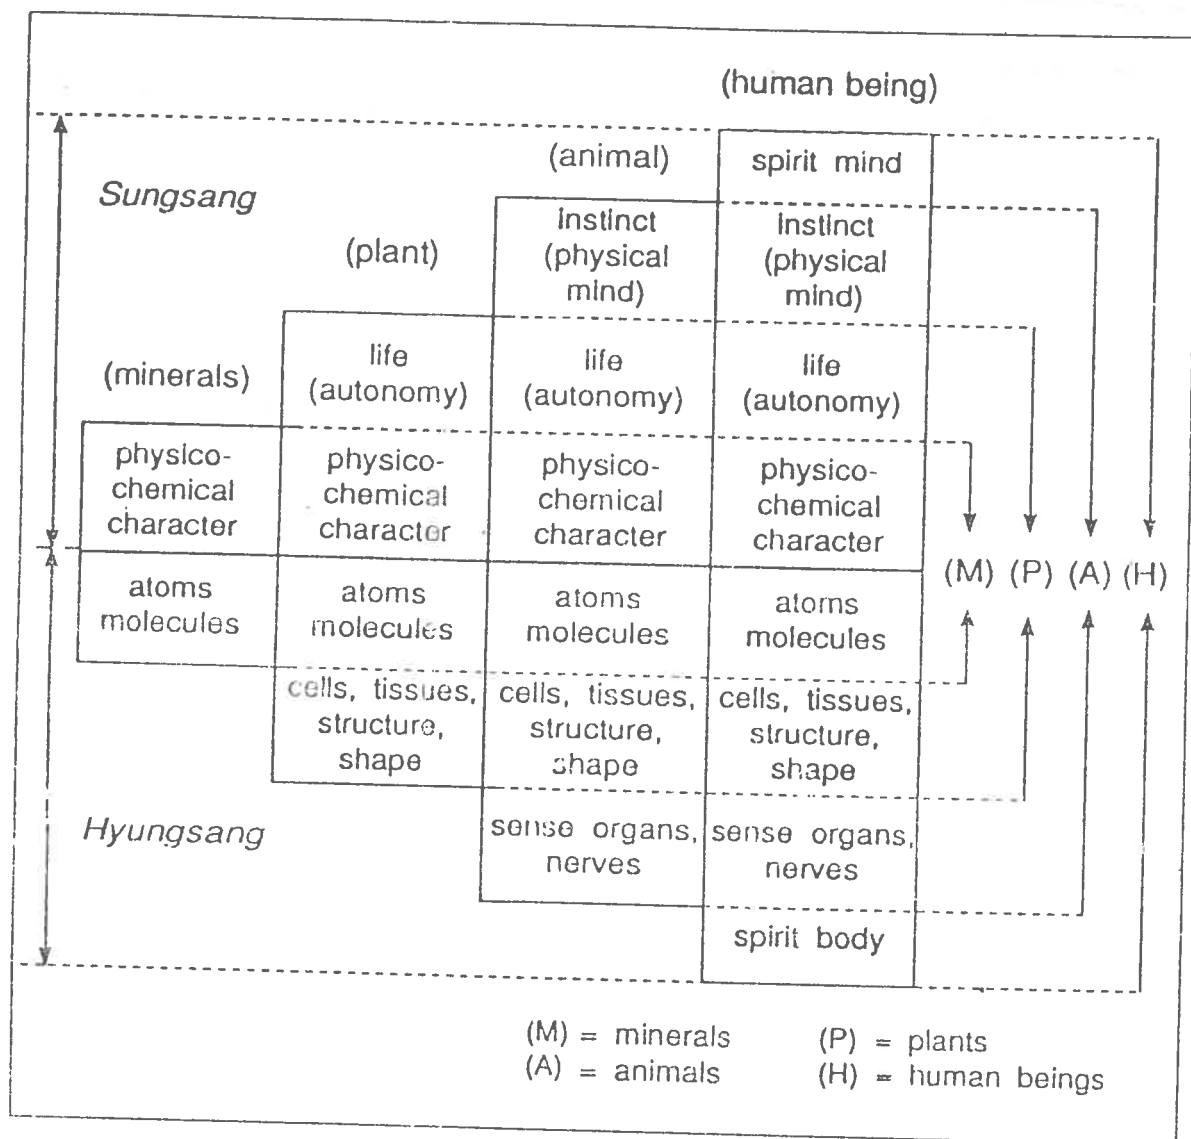 (human being)
(animal)
spirit mind
Sungsang
(plant)
instinct
(physical
mind)
instinct
(physical
mind)
(minerals)
life
(autonomy)
life
(autonomy)
life
(autonomy)
physico-
chemical
character
physico-
chemical
character
physico-
chemical
character
physico-
chemical
character
(M) (P) (A) (H)
atoms
molecules
atoms
molecules
atoms
molecules
atoms
molecules
cells, tissues,
structure,
shape
cells, tissues,
structure,
shape
cells, tissues,
structure,
shape
Hyungsang
sense organs,
nerves
sense organs,
nerves
spirit body
(M) = minerals (P) = plants
(A) = animals (H) = human beings